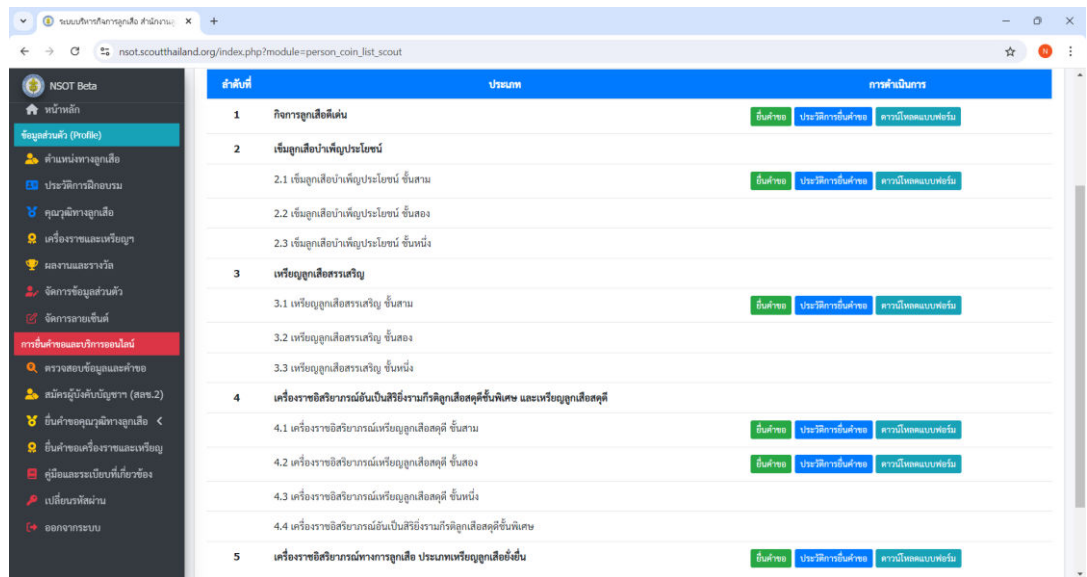 ระบบบริหารกิจการลูกเสือ สำนักงาน
nsot.scoutthailand.org/index.php?module=person_coin_list_scout
N
NSOT Beta
หน้าหลัก
ข้อมูลส่วนตัว (Profile)
ตำแหน่งทางลูกเสือ
ประวัติการฝึกอบรม
คุณวุฒิทางลูกเสือ
เครื่องราชและเหรียญฯ
ผลงานและรางวัล
จัดการข้อมูลส่วนตัว
จัดการลายเซ็นต์
การยื่นคำขอและบริการออนไลน์
ตรวจสอบข้อมูลและคำขอ
สมัครผู้บังคับบัญชาฯ (สลช.2)
ยื่นคำขอคุณวุฒิทางลูกเสือ
ยื่นคำขอเครื่องราชและเหรียญ
คู่มือและระเบียบที่เกี่ยวข้อง
เปลี่ยนรหัสผ่าน
ออกจากระบบ
ลำดับที่ ประเภท การดำเนินการ
1 กิจการลูกเสือดีเด่น ยื่นคำขอ ประวัติการยื่นคำขอ ดาวน์โหลดแบบฟอร์ม
2 เข็มลูกเสือบำเพ็ญประโยชน์
2.1 เข็มลูกเสือบำเพ็ญประโยชน์ ชั้นสาม ยื่นคำขอ ประวัติการยื่นคำขอ ดาวน์โหลดแบบฟอร์ม
2.2 เข็มลูกเสือบำเพ็ญประโยชน์ ชั้นสอง
2.3 เข็มลูกเสือบำเพ็ญประโยชน์ ชั้นหนึ่ง
3 เหรียญลูกเสือสรรเสริญ
3.1 เหรียญลูกเสือสรรเสริญ ชั้นสาม ยื่นคำขอ ประวัติการยื่นคำขอ ดาวน์โหลดแบบฟอร์ม
3.2 เหรียญลูกเสือสรรเสริญ ชั้นสอง
3.3 เหรียญลูกเสือสรรเสริญ ชั้นหนึ่ง
4 เครื่องราชอิสริยาภรณ์อันเป็นสิริยิ่งรามกีรติลูกเสือสดุดีชั้นพิเศษ และเหรียญลูกเสือสดุดี
4.1 เครื่องราชอิสริยาภรณ์เหรียญลูกเสือสดุดี ชั้นสาม ยื่นคำขอ ประวัติการยื่นคำขอ ดาวน์โหลดแบบฟอร์ม
4.2 เครื่องราชอิสริยาภรณ์เหรียญลูกเสือสดุดี ชั้นสอง ยื่นคำขอ ประวัติการยื่นคำขอ ดาวน์โหลดแบบฟอร์ม
4.3 เครื่องราชอิสริยาภรณ์เหรียญลูกเสือสดุดี ชั้นหนึ่ง
4.4 เครื่องราชอิสริยาภรณ์อันเป็นสิริยิ่งรามกีรติลูกเสือสดุดีชั้นพิเศษ
5 เครื่องราชอิสริยาภรณ์ทางการลูกเสือ ประเภทเหรียญลูกเสือยั่งยืน ยื่นคำขอ ประวัติการยื่นคำขอ ดาวน์โหลดแบบฟอร์ม